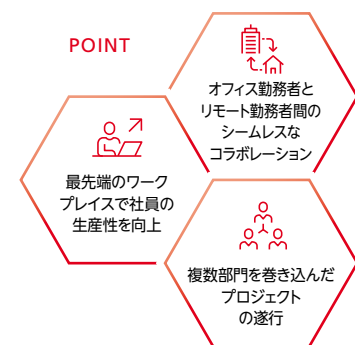 POINT
オフィス勤務者と
リモート勤務者間の
シームレスな
コラボレーション
最先端のワーク
プレイスで社員の
生産性を向上
複数部門を巻き込んだ
プロジェクト
の遂行